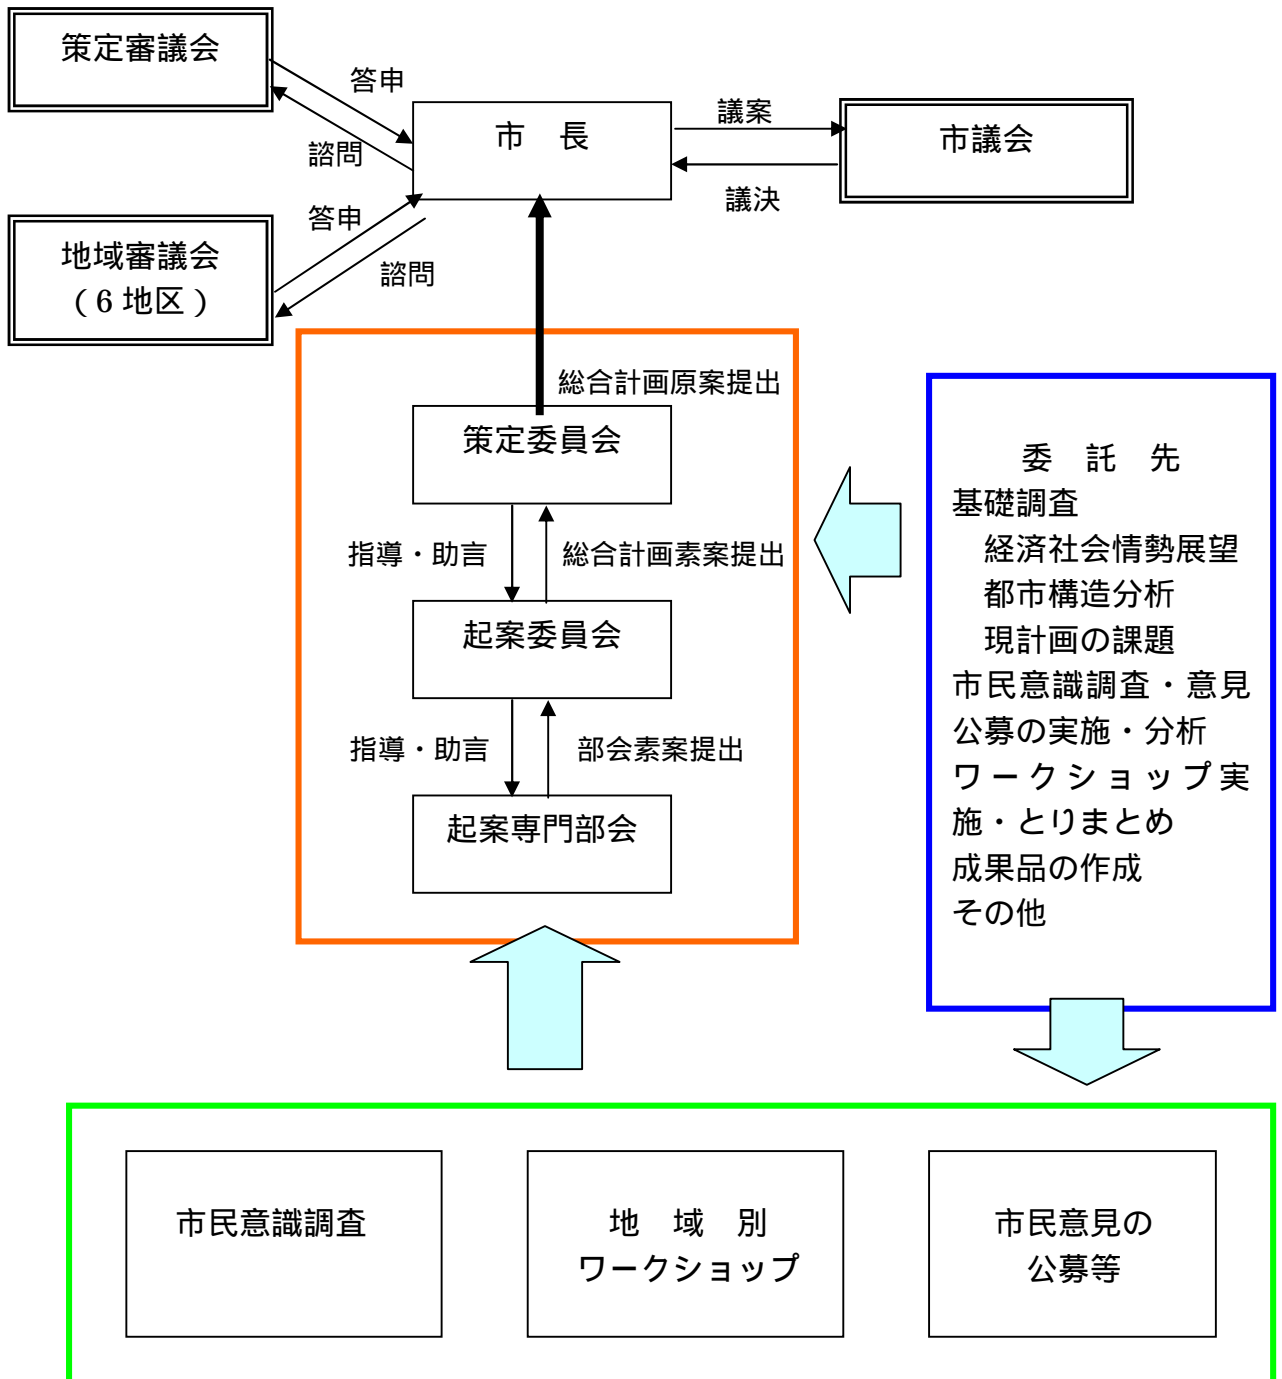 策定審議会
答申
諮問
市　長
議案
議決
市議会
地域審議会
（6地区）
答申
諮問
総合計画原案提出
策定委員会
指導・助言
総合計画素案提出
起案委員会
指導・助言
部会素案提出
起案専門部会
委　託　先
基礎調査
　経済社会情勢展望
　都市構造分析
　現計画の課題
市民意識調査・意見
公募の実施・分析
ワークショップ実
施・とりまとめ
成果品の作成
その他
市民意識調査
地　域　別
ワークショップ
市民意見の
公募等